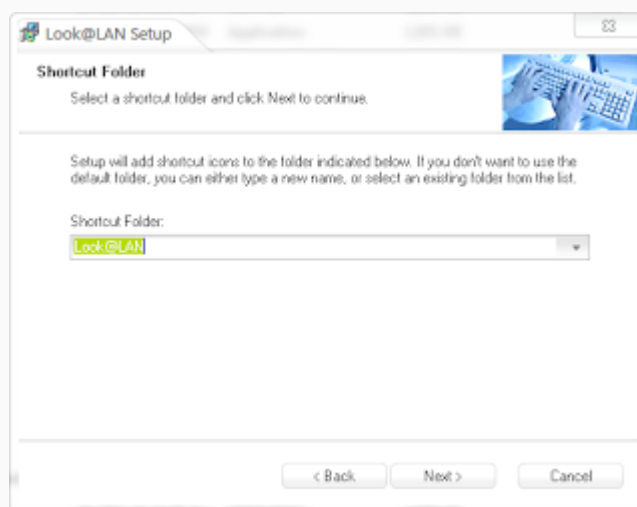 Look@LAN Setup
Shortcut Folder
Select a shortcut folder and click Next to continue.
Setup will add shortcut icons to the folder indicated below. If you don't want to use the
default folder, you can either type a new name, or select an existing folder from the list.
Shortcut Folder:
Look@LAN
< Back Next > Cancel